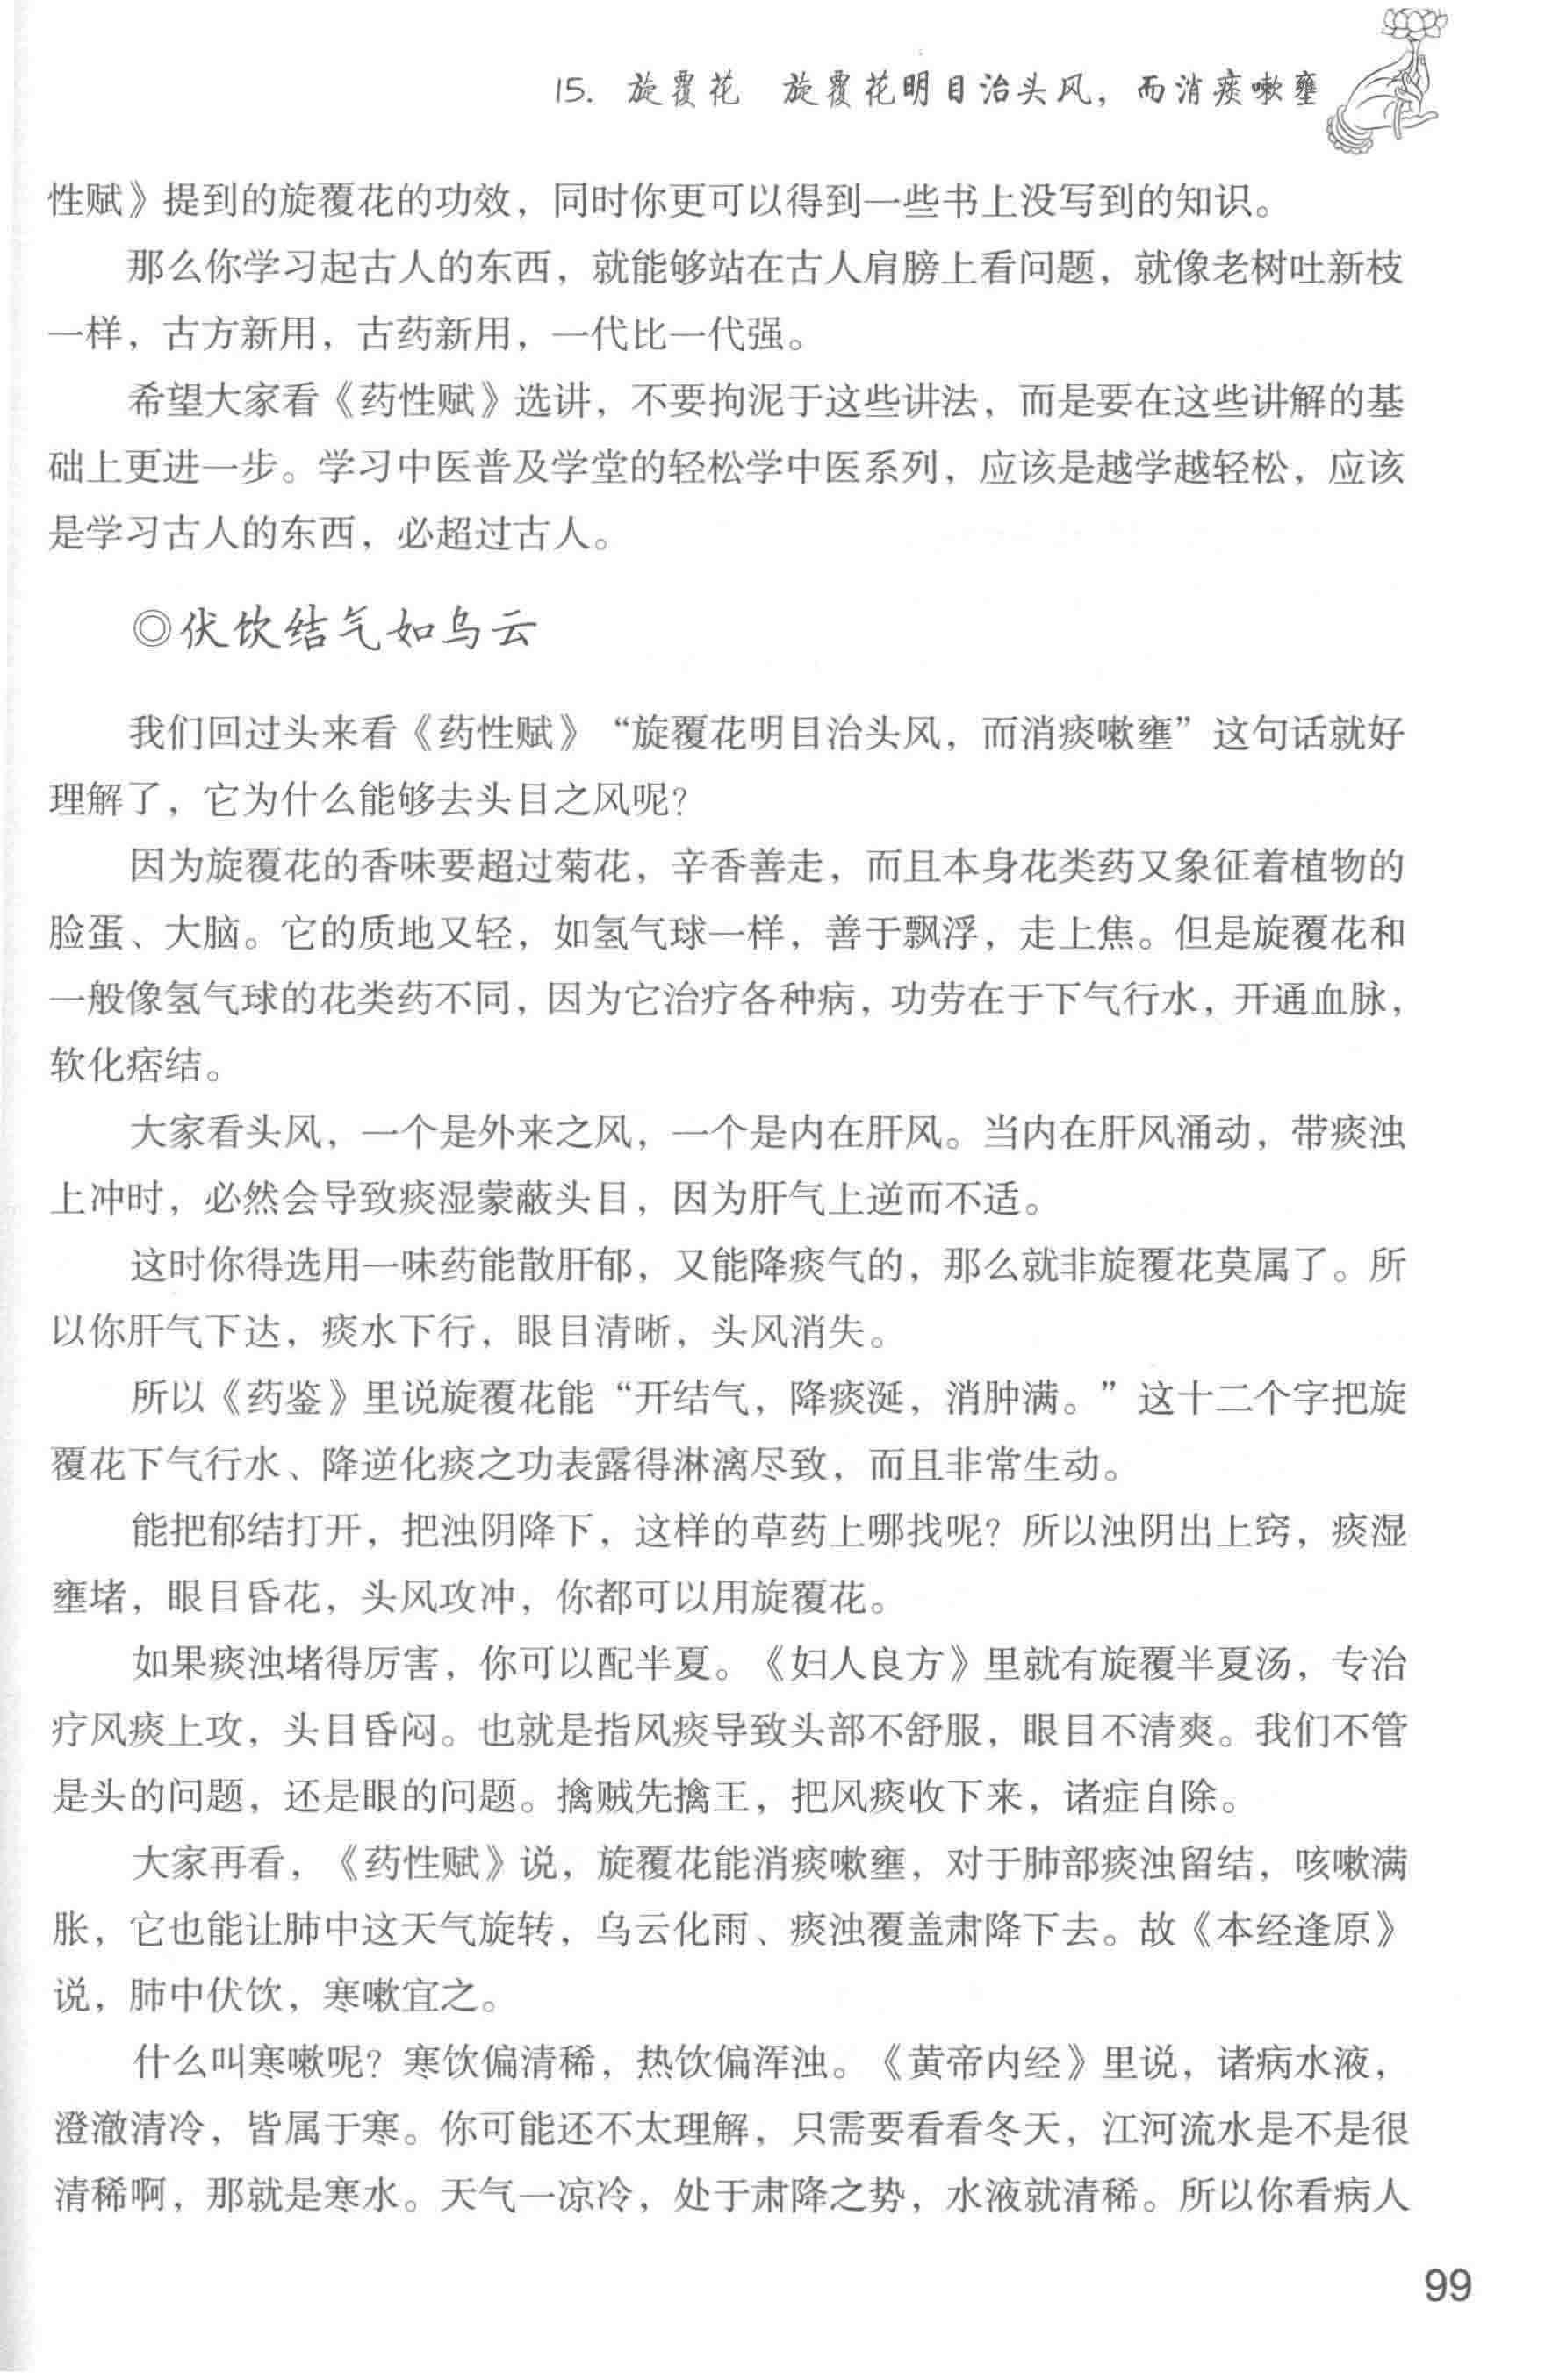 15. 旋覆花　旋覆花明目治头风，而消痰嗽壅
性赋》提到的旋覆花的功效，同时你更可以得到一些书上没写到的知识。
那么你学习起古人的东西，就能够站在古人肩膀上看问题，就像老树吐新枝
一样，古方新用，古药新用，一代比一代强。
希望大家看《药性赋》选讲，不要拘泥于这些讲法，而是要在这些讲解的基
础上更进一步。学习中医普及学堂的轻松学中医系列，应该是越学越轻松，应该
是学习古人的东西，必超过古人。
◎伏饮结气如乌云
我们回过头来看《药性赋》“旋覆花明目治头风，而消痰嗽壅”这句话就好
理解了，它为什么能够去头目之风呢？
因为旋覆花的香味要超过菊花，辛香善走，而且本身花类药又象征着植物的
脸蛋、大脑。它的质地又轻，如氢气球一样，善于飘浮，走上焦。但是旋覆花和
一般像氢气球的花类药不同，因为它治疗各种病，功劳在于下气行水，开通血脉，
软化痞结。
大家看头风，一个是外来之风，一个是内在肝风。当内在肝风涌动，带痰浊
上冲时，必然会导致痰湿蒙蔽头目，因为肝气上逆而不适。
这时你得选用一味药能散肝郁，又能降痰气的，那么就非旋覆花莫属了。所
以你肝气下达，痰水下行，眼目清晰，头风消失。
所以《药鉴》里说旋覆花能“开结气，降痰涎，消肿满。”这十二个字把旋
覆花下气行水、降逆化痰之功表露得淋漓尽致，而且非常生动。
能把郁结打开，把浊阴降下，这样的草药上哪找呢？所以浊阴出上窍，痰湿
壅堵，眼目昏花，头风攻冲，你都可以用旋覆花。
如果痰浊堵得厉害，你可以配半夏。《妇人良方》里就有旋覆半夏汤，专治
疗风痰上攻，头目昏闷。也就是指风痰导致头部不舒服，眼目不清爽。我们不管
是头的问题，还是眼的问题。擒贼先擒王，把风痰收下来，诸症自除。
大家再看，《药性赋》说，旋覆花能消痰嗽壅，对于肺部痰浊留结，咳嗽满
胀，它也能让肺中这天气旋转，乌云化雨、痰浊覆盖肃降下去。故《本经逢原》
说，肺中伏饮，寒嗽宜之。
什么叫寒嗽呢？寒饮偏清稀，热饮偏浑浊。《黄帝内经》里说，诸病水液，
澄澈清冷，皆属于寒。你可能还不太理解，只需要看看冬天，江河流水是不是很
清稀啊，那就是寒水。天气一凉冷，处于肃降之势，水液就清稀。所以你看病人
99